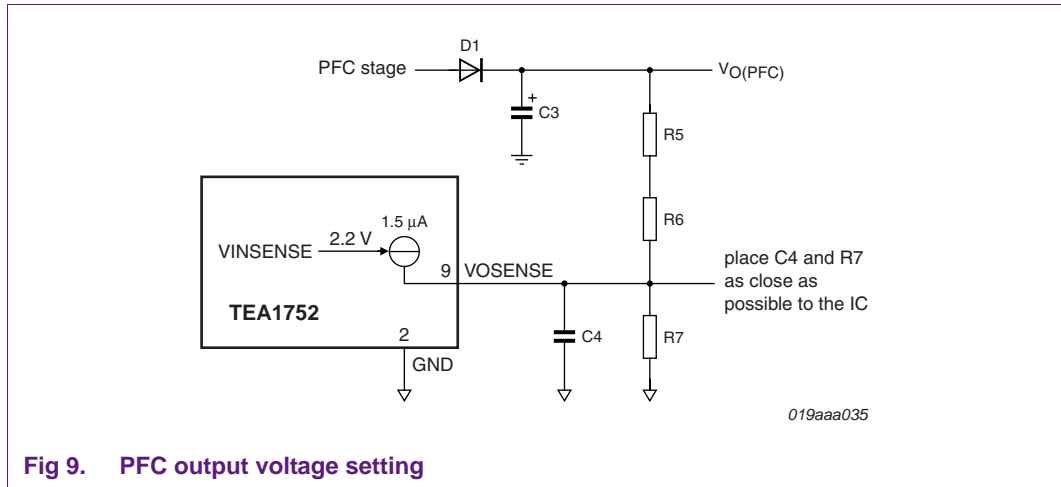 D1
PFC stage
VO(PFC)
+
C3
R5
1.5 μA
R6
VINSENSE
2.2 V
9
VOSENSE
place C4 and R7
as close as
possible to the IC
TEA1752
C4
R7
2
GND
019aaa035
Fig 9. PFC output voltage setting